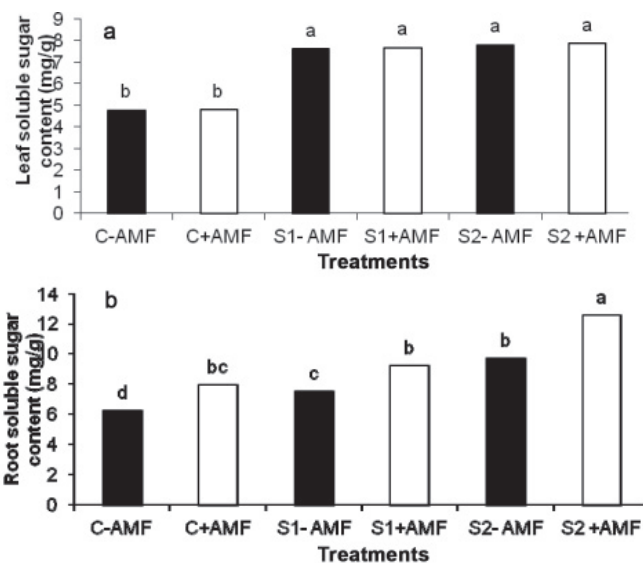 a
Leaf soluble sugar
content (mg/g)
9
8
7
6
5
4
3
2
1
0
b
b
a
a
a
a
C-AMF C+AMF S1- AMF S1+AMF S2- AMF S2 +AMF
Treatments
b
Root soluble sugar
content (mg/g)
14
12
0
8
6
4
2
0
d
bc
c
b
b
a
C-AMF C+AMF S1- AMF S1+AMF S2- AMF S2 +AMF
Treatments